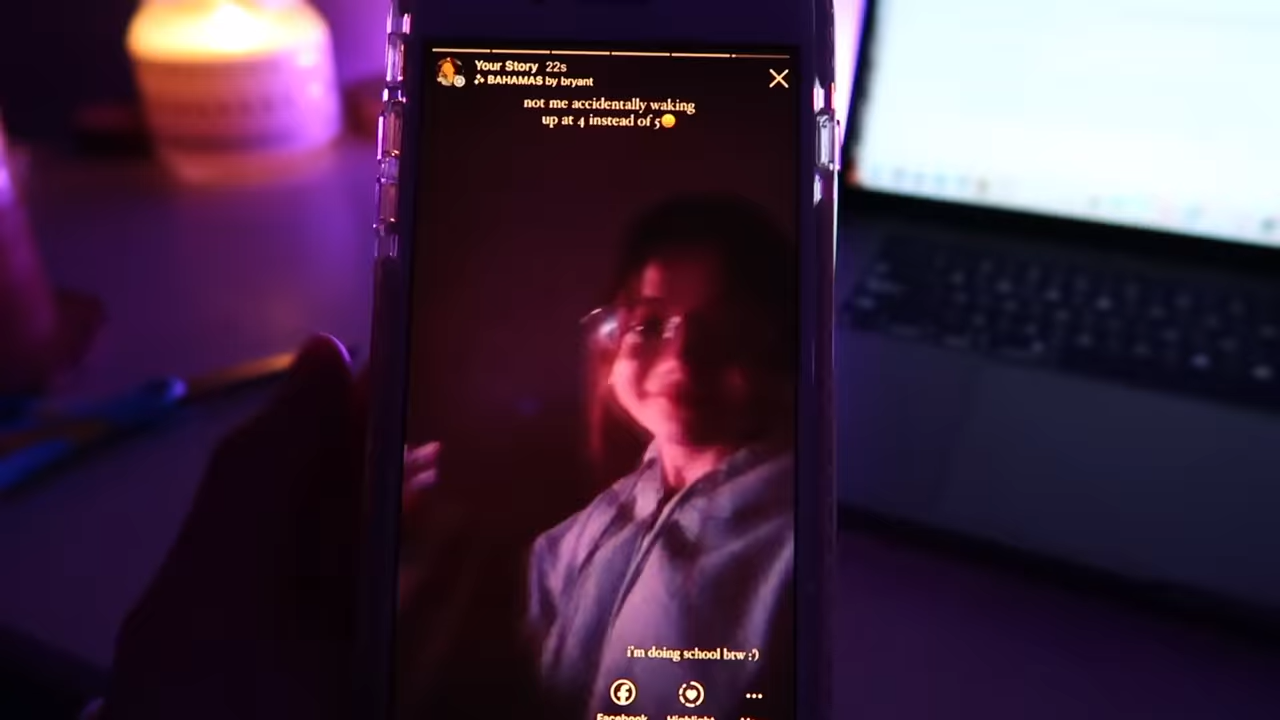 Your Story 22s
BAHAMAS by bryant
not me accidentally waking
up at 4 instead of 5😑
i'm doing school btw :')
Facebook Highlight